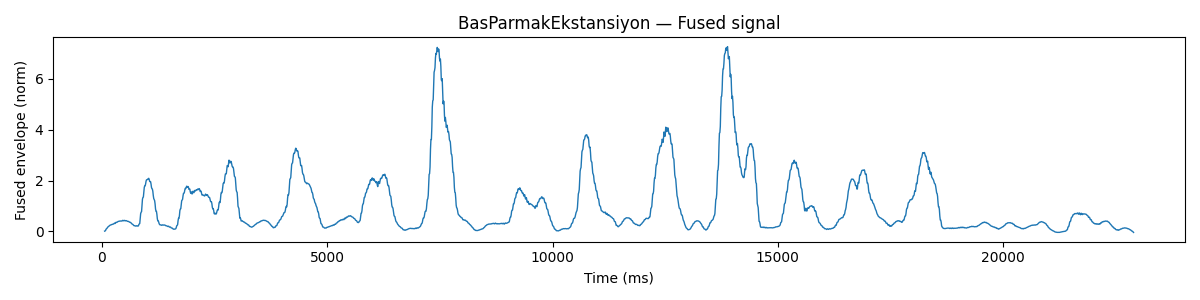 BasParmakEkstansiyon — Fused signal
Fused envelope (norm)
6
4
2
0
0 5000 10000 15000 20000
Time (ms)